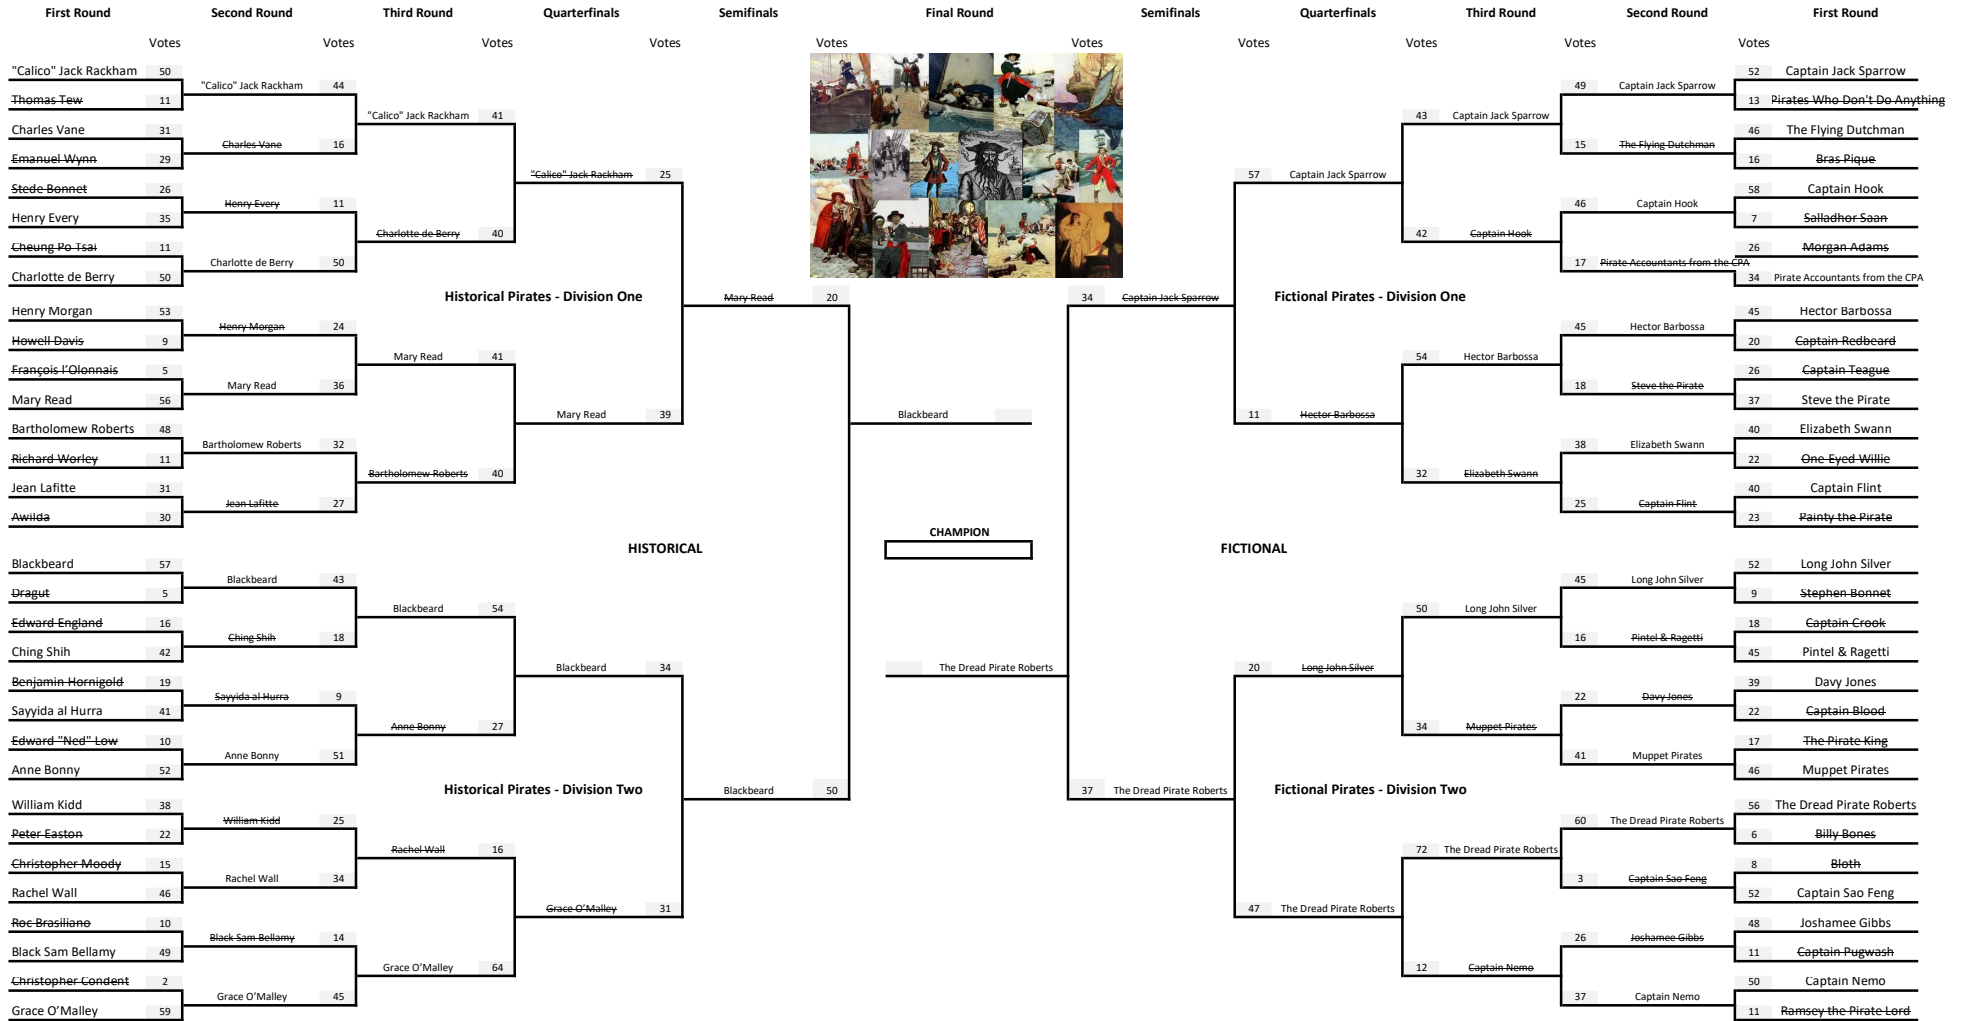 First Round Second Round Third Round Quarterfinals Semifinals Final Round Semifinals Quarterfinals Third Round Second Round First Round
Votes Votes Votes Votes Votes Votes Votes Votes Votes Votes
"Calico" Jack Rackham 50 52 Captain Jack Sparrow
"Calico" Jack Rackham 44 49 Captain Jack Sparrow
Thomas Tew 11 13 Pirates Who Don't Do Anything
"Calico" Jack Rackham 41 43 Captain Jack Sparrow
Charles Vane 31 46 The Flying Dutchman
Charles Vane 16 15 The Flying Dutchman
Emanuel Wynn 29 16 Bras Pique
"Calico" Jack Rackham 25 57 Captain Jack Sparrow
Stede Bonnet 26 58 Captain Hook
Henry Every 11 46 Captain Hook
Henry Every 35 7 Salladhor Saan
Charlotte de Berry 40 42 Captain Hook
Cheung Po Tsai 11 26 Morgan Adams
Charlotte de Berry 50 17 Pirate Accountants from the CPA
Charlotte de Berry 50 34 Pirate Accountants from the CPA
Historical Pirates - Division One Mary Read 20 34 Captain Jack Sparrow Fictional Pirates - Division One
Henry Morgan 53 45 Hector Barbossa
Henry Morgan 24 45 Hector Barbossa
Howell Davis 9 20 Captain Redbeard
Mary Read 41 54 Hector Barbossa
François l'Olonnais 5 26 Captain Teague
Mary Read 36 18 Steve the Pirate
Mary Read 56 37 Steve the Pirate
Mary Read 39 Blackbeard 11 Hector Barbossa
Bartholomew Roberts 48 40 Elizabeth Swann
Bartholomew Roberts 32 38 Elizabeth Swann
Richard Worley 11 22 One-Eyed Willie
Bartholomew Roberts 40 32 Elizabeth Swann
Jean Lafitte 31 40 Captain Flint
Jean Lafitte 27 25 Captain Flint
Awilda 30 23 Painty the Pirate
CHAMPION
HISTORICAL FICTIONAL
Blackbeard 57 52 Long John Silver
Blackbeard 43 45 Long John Silver
Dragut 5 9 Stephen Bonnet
Blackbeard 54 50 Long John Silver
Edward England 16 18 Captain Crook
Ching Shih 18 16 Pintel & Ragetti
Ching Shih 42 45 Pintel & Ragetti
Blackbeard 34 The Dread Pirate Roberts 20 Long John Silver
Benjamin Hornigold 19 39 Davy Jones
Sayyida al Hurra 9 22 Davy Jones
Sayyida al Hurra 41 22 Captain Blood
Anne Bonny 27 34 Muppet Pirates
Edward "Ned" Low 10 17 The Pirate King
Anne Bonny 51 41 Muppet Pirates
Anne Bonny 52 46 Muppet Pirates
Historical Pirates - Division Two Blackbeard 50 37 The Dread Pirate Roberts Fictional Pirates - Division Two
William Kidd 38 56 The Dread Pirate Roberts
William Kidd 25 60 The Dread Pirate Roberts
Peter Easton 22 6 Billy Bones
Rachel Wall 16 72 The Dread Pirate Roberts
Christopher Moody 15 8 Bloth
Rachel Wall 34 3 Captain Sao Feng
Rachel Wall 46 52 Captain Sao Feng
Grace O'Malley 31 47 The Dread Pirate Roberts
Roc Brasiliano 10 48 Joshamee Gibbs
Black Sam Bellamy 14 26 Joshamee Gibbs
Black Sam Bellamy 49 11 Captain Pugwash
Grace O'Malley 64 12 Captain Nemo
Christopher Condent 2 50 Captain Nemo
Grace O'Malley 45 37 Captain Nemo
Grace O'Malley 59 11 Ramsey the Pirate Lord